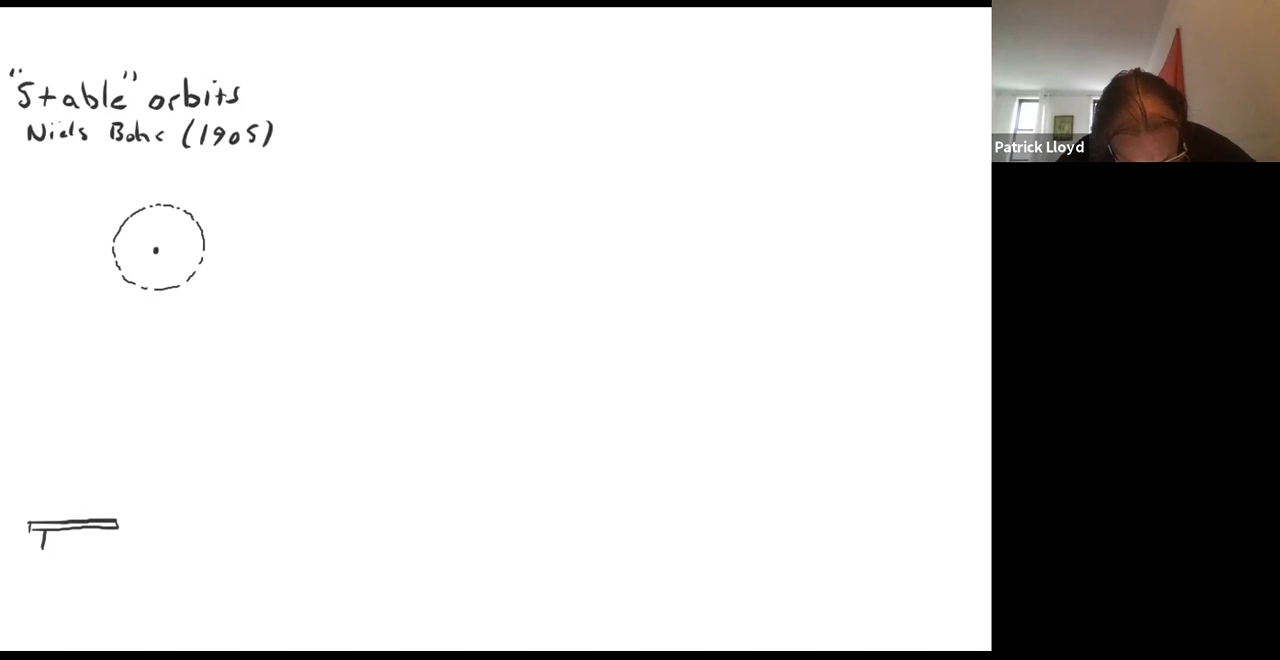 "Stable" orbits
Niels Bohr (1905)
Patrick Lloyd